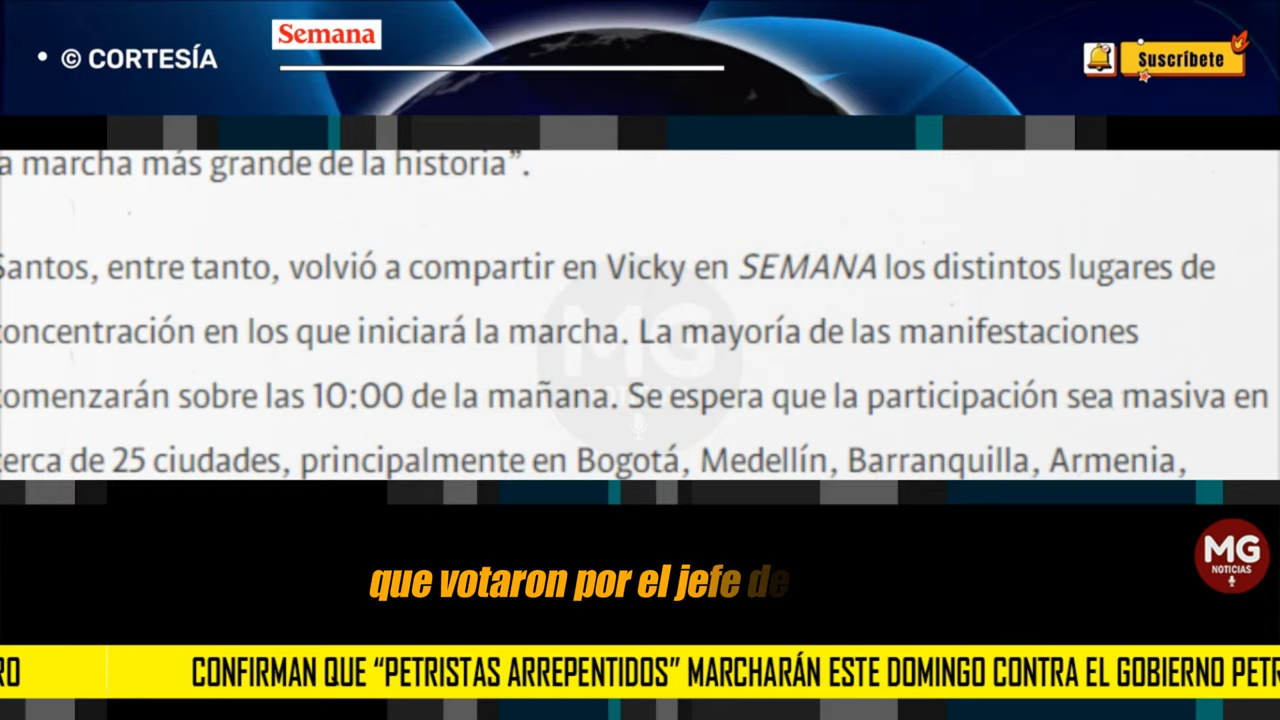 Semana
• © CORTESÍA
Suscríbete
a marcha más grande de la historia”.
Santos, entre tanto, volvió a compartir en Vicky en SEMANA los distintos lugares de
concentración en los que iniciará la marcha. La mayoría de las manifestaciones
comenzarán sobre las 10:00 de la mañana. Se espera que la participación sea masiva en
cerca de 25 ciudades, principalmente en Bogotá, Medellín, Barranquilla, Armenia,
MG
NOTICIAS
que votaron por el jefe de
RO CONFIRMAN QUE “PETRISTAS ARREPENTIDOS” MARCHARÁN ESTE DOMINGO CONTRA EL GOBIERNO PETR